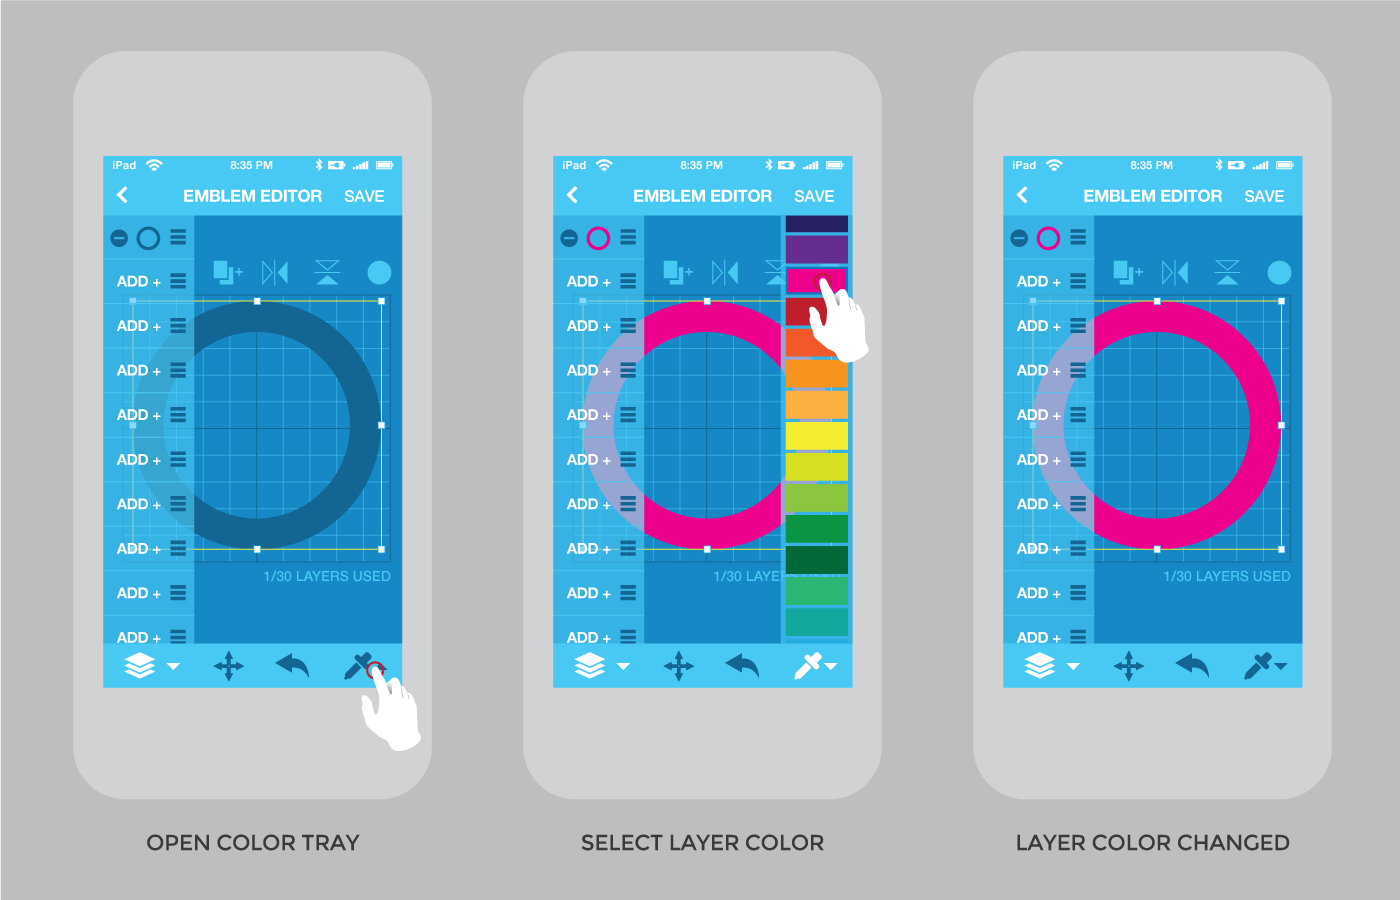 iPad 8:35 PM
EMBLEM EDITOR SAVE
ADD +
ADD +
ADD +
ADD +
ADD +
ADD +
ADD +
ADD +
ADD +
1/30 LAYERS USED
OPEN COLOR TRAY
iPad 8:35 PM
EMBLEM EDITOR SAVE
ADD +
ADD +
ADD +
ADD +
ADD +
ADD +
ADD +
ADD +
ADD +
1/30 LAYE
SELECT LAYER COLOR
iPad 8:35 PM
EMBLEM EDITOR SAVE
ADD +
ADD +
ADD +
ADD +
ADD +
ADD +
ADD +
ADD +
ADD +
1/30 LAYERS USED
LAYER COLOR CHANGED